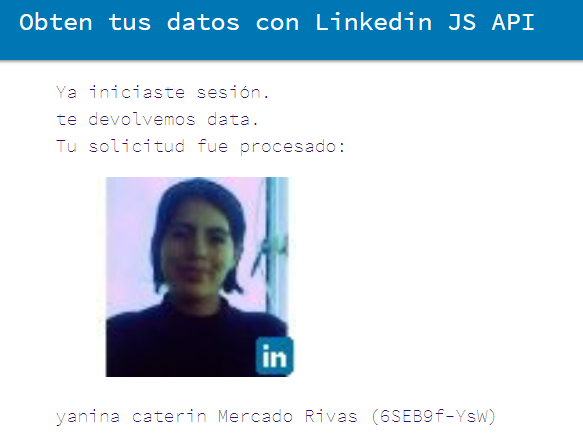 Obten tus datos con Linkedin JS API
Ya iniciaste sesión.
te devolvemos data.
Tu solicitud fue procesado:
in
yanina caterin Mercado Rivas (6SEB9f-YsW)